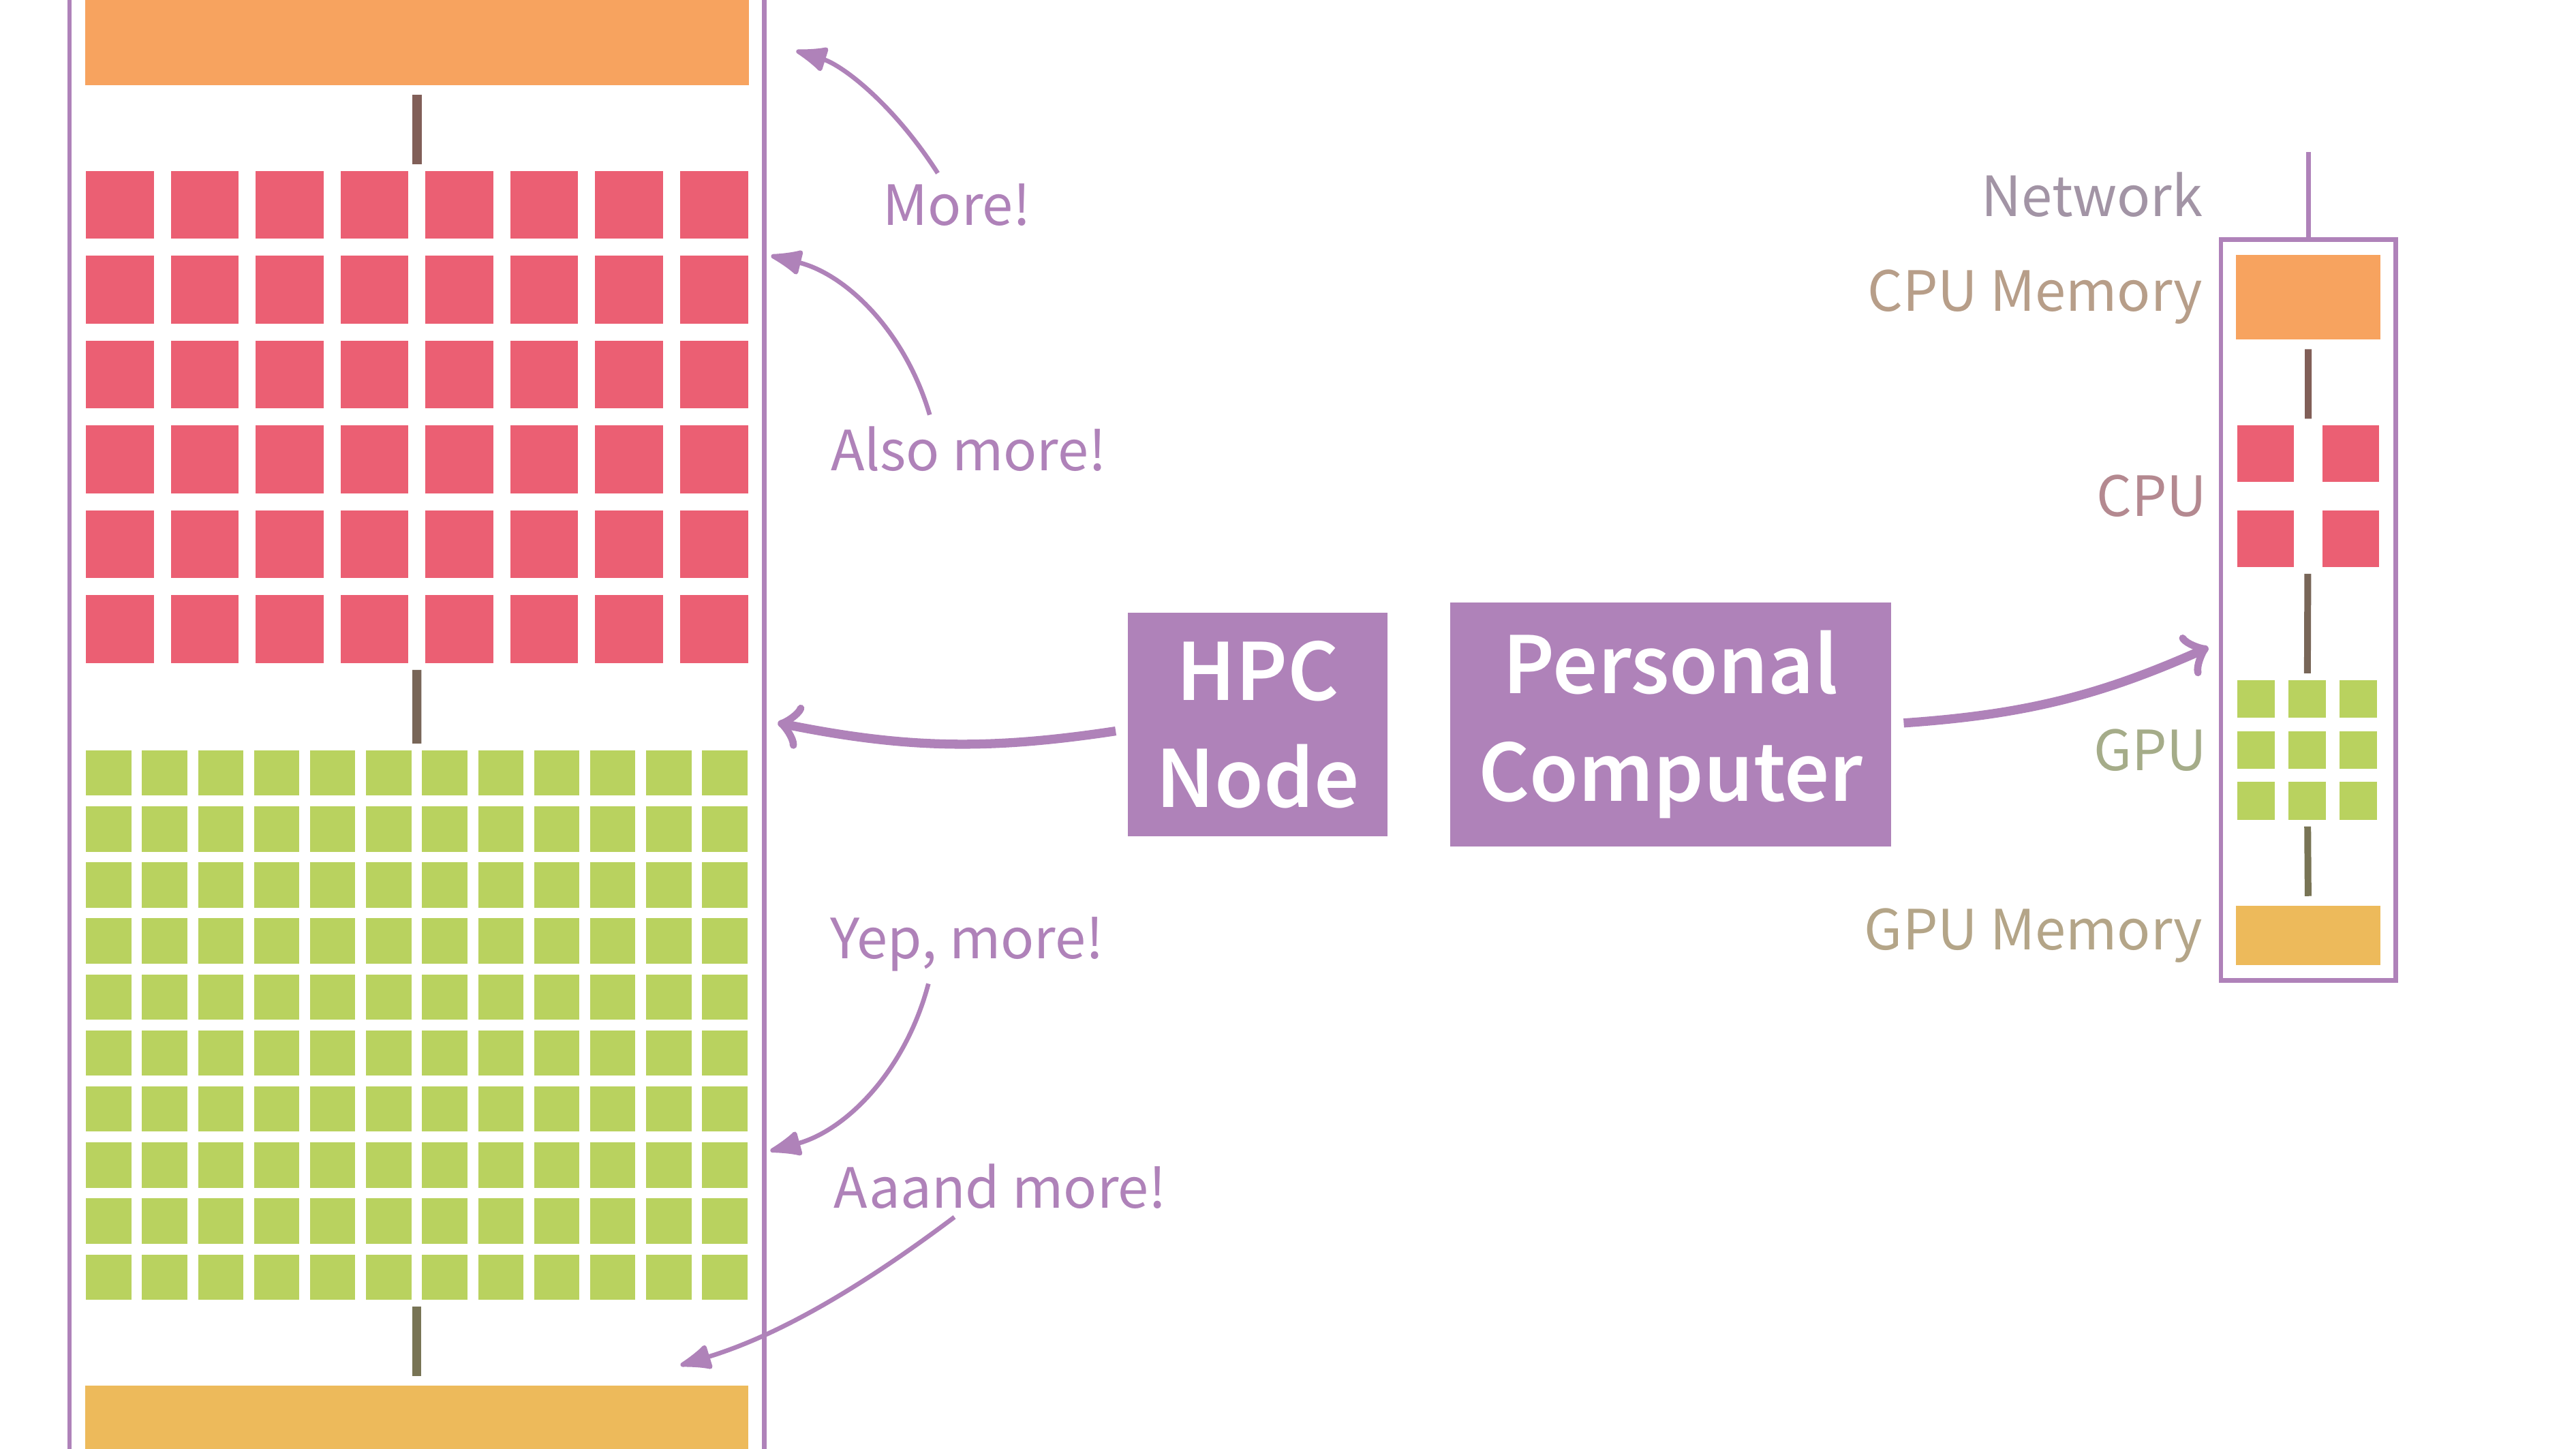 More!
Also more!
HPC
Node
Yep, more!
Aaand more!
Personal
Computer
Network
CPU Memory
CPU
GPU
GPU Memory